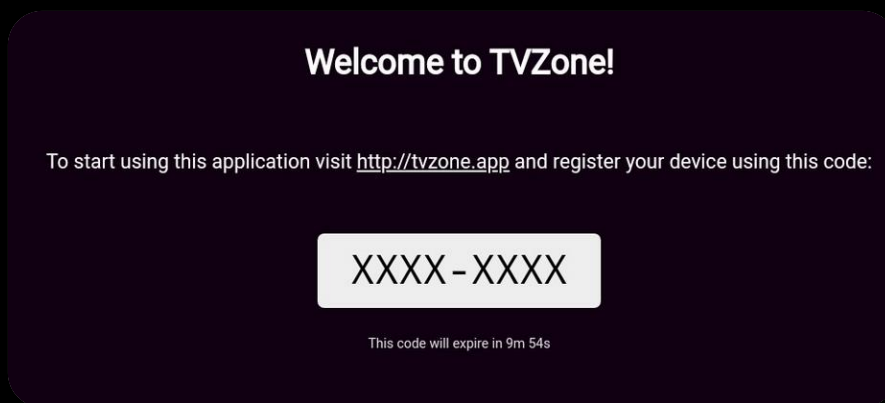 Welcome to TVZone!
To start using this application visit http://tvzone.app and register your device using this code:
XXXX-XXXX
This code will expire in 9m 54s